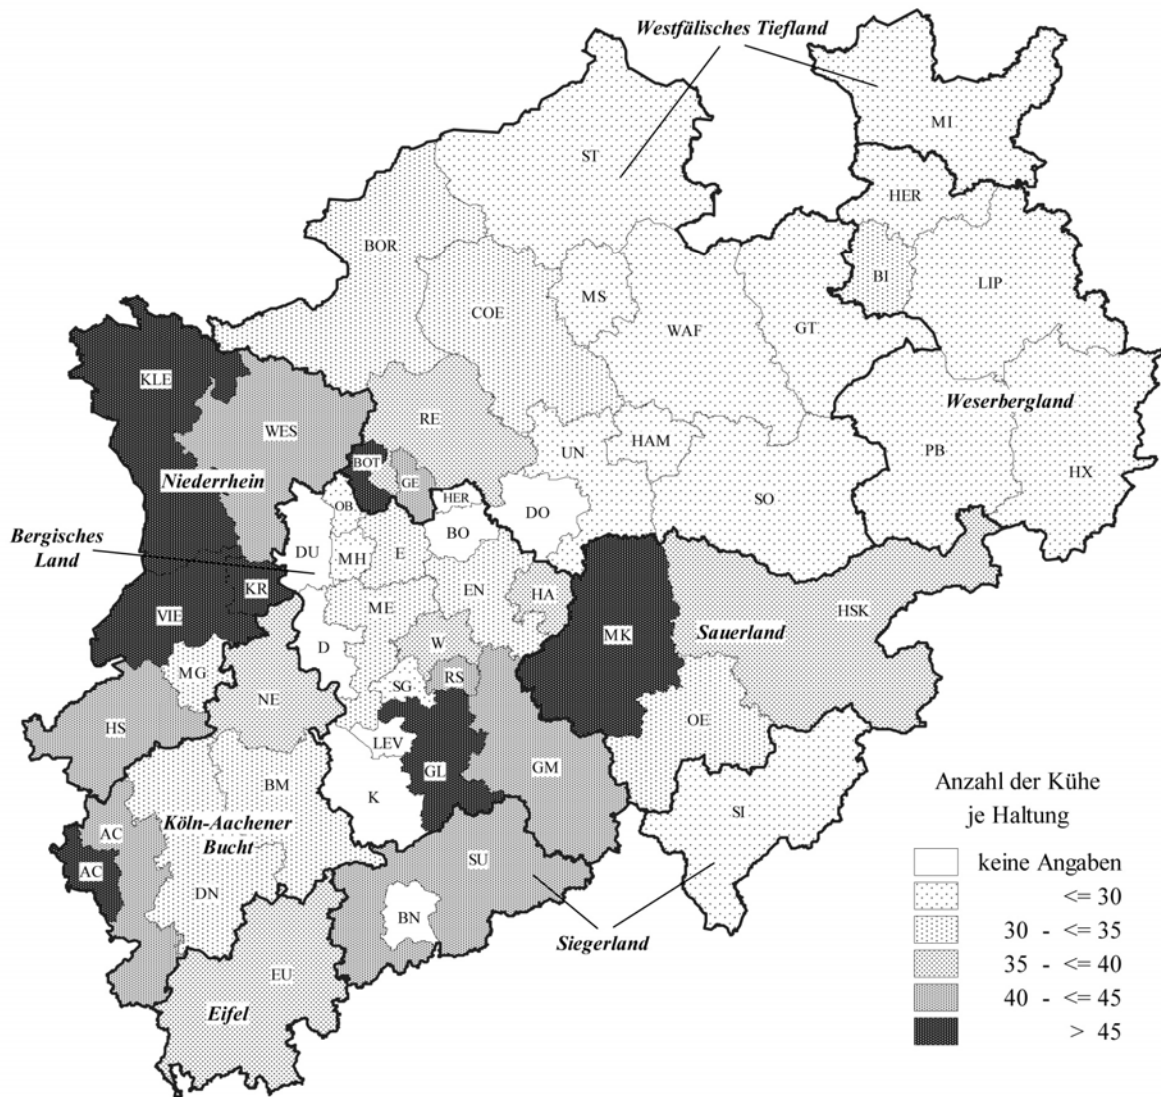 Westfälisches Tiefland
MI
ST
HER
BOR
BI
LIP
MS
COE
WAF
GT
KLE
Weserbergland
RE
WES
UN
HAM
PB
HX
BOT
GE
Niederrhein
HER
SO
OB
DO
BO
Bergisches
Land
DU
MH
E
KR
EN
HA
VIE
ME
HSK
MK
Sauerland
D
W
MG
RS
SG
NE
OE
HS
LEV
GL
GM
BM
K
Anzahl der Kühe
je Haltung
SI
Köln-Aachener
Bucht
AC
SU
AC
keine Angaben
DN
<= 30
BN
30 - <= 35
Siegerland
35 - <= 40
EU
40 - <= 45
Eifel
> 45